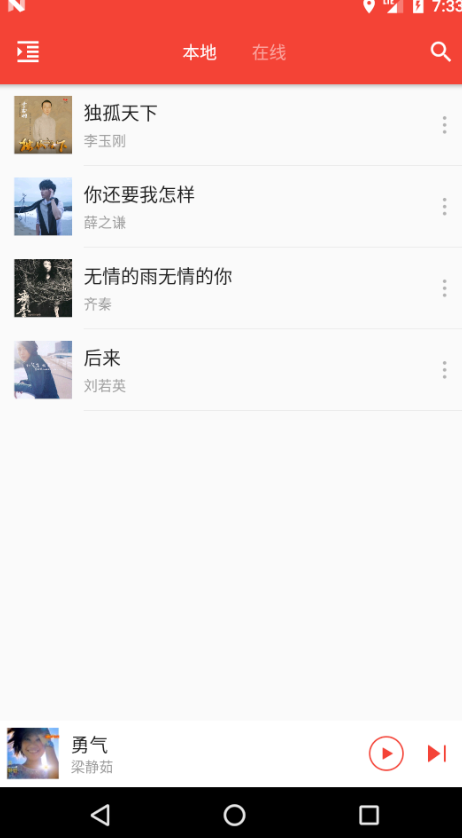 7:33
本地 在线
独孤天下
李玉刚
你还要我怎样
薛之谦
无情的雨无情的你
齐秦
后来
刘若英
勇气
梁静茹